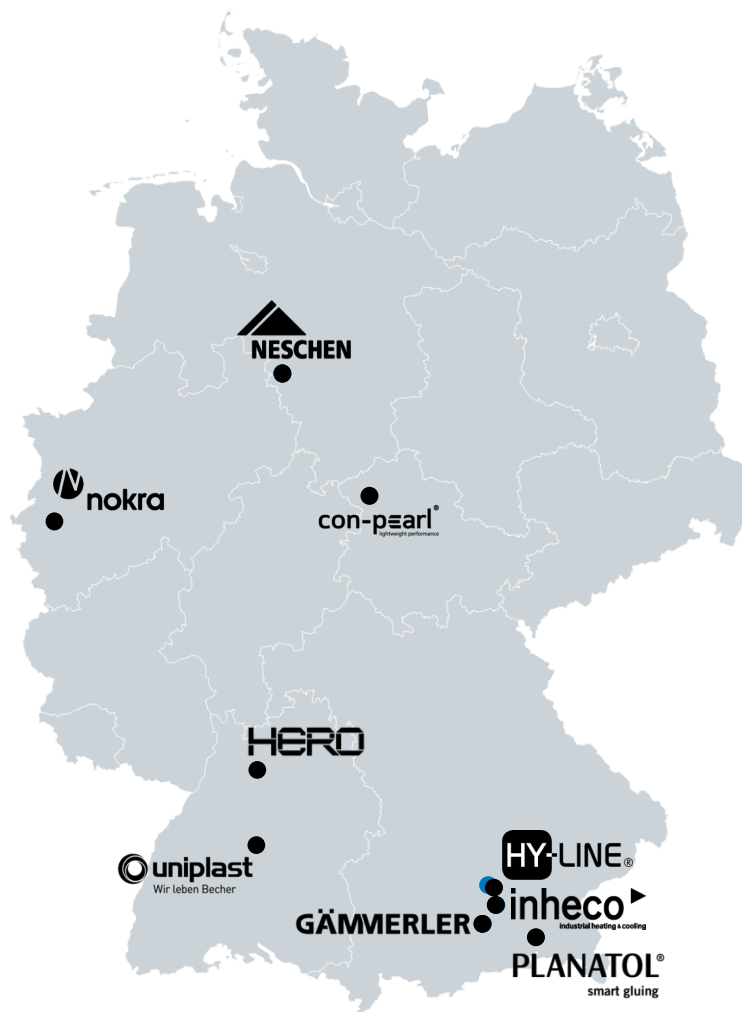 NESCHEN
nokra
con-pearl®
lightweight performance
HERO
uniplast
Wir leben Becher
HY-LINE®
inheco
industrial heating & cooling
GÄMMERLER
PLANATOL®
smart gluing